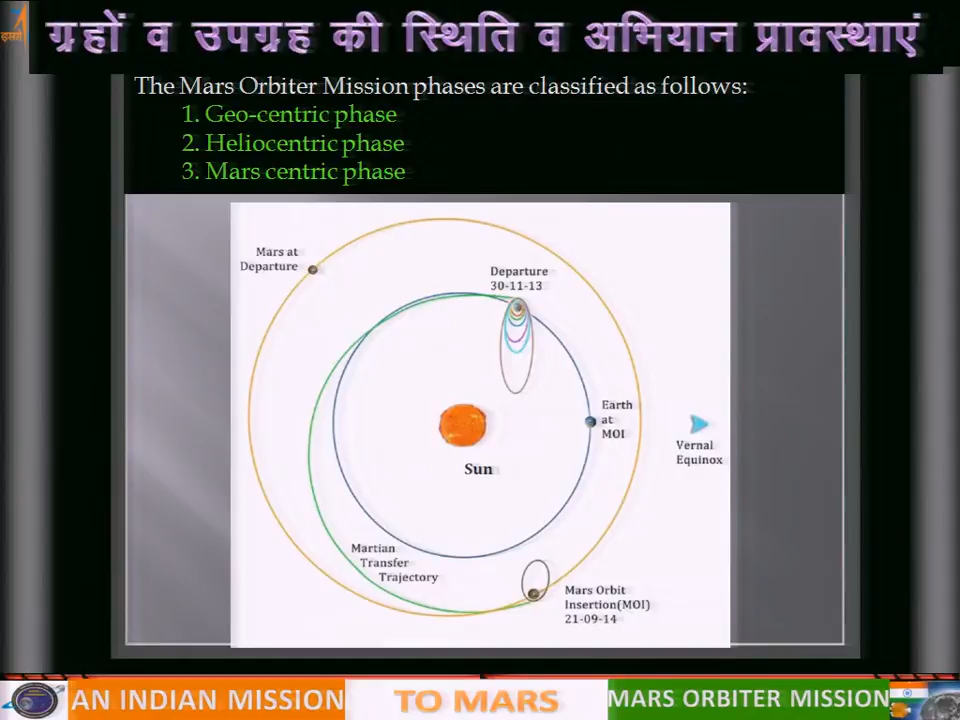 ग्रहों व उपग्रह की स्थिति व अभियान प्रावस्थाएं
इसरो
The Mars Orbiter Mission phases are classified as follows:
1. Geo-centric phase
2. Heliocentric phase
3. Mars centric phase
Mars at
Departure
Departure
30-11-13
Earth
at
MOI
Vernal
Equinox
Sun
Martian
Transfer
Trajectory
Mars Orbit
Insertion(MOI)
21-09-14
AN INDIAN MISSION TO MARS MARS ORBITER MISSION